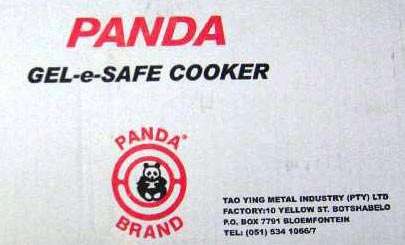 PANDA
GEL-e-SAFE COOKER
PANDA®
BRAND
TAO YING METAL INDUSTRY (PTY) LTD
FACTORY:10 YELLOW ST. BOTSHABELO
P.O. BOX 7791 BLOEMFONTEIN
TEL: (051) 534 1066/7